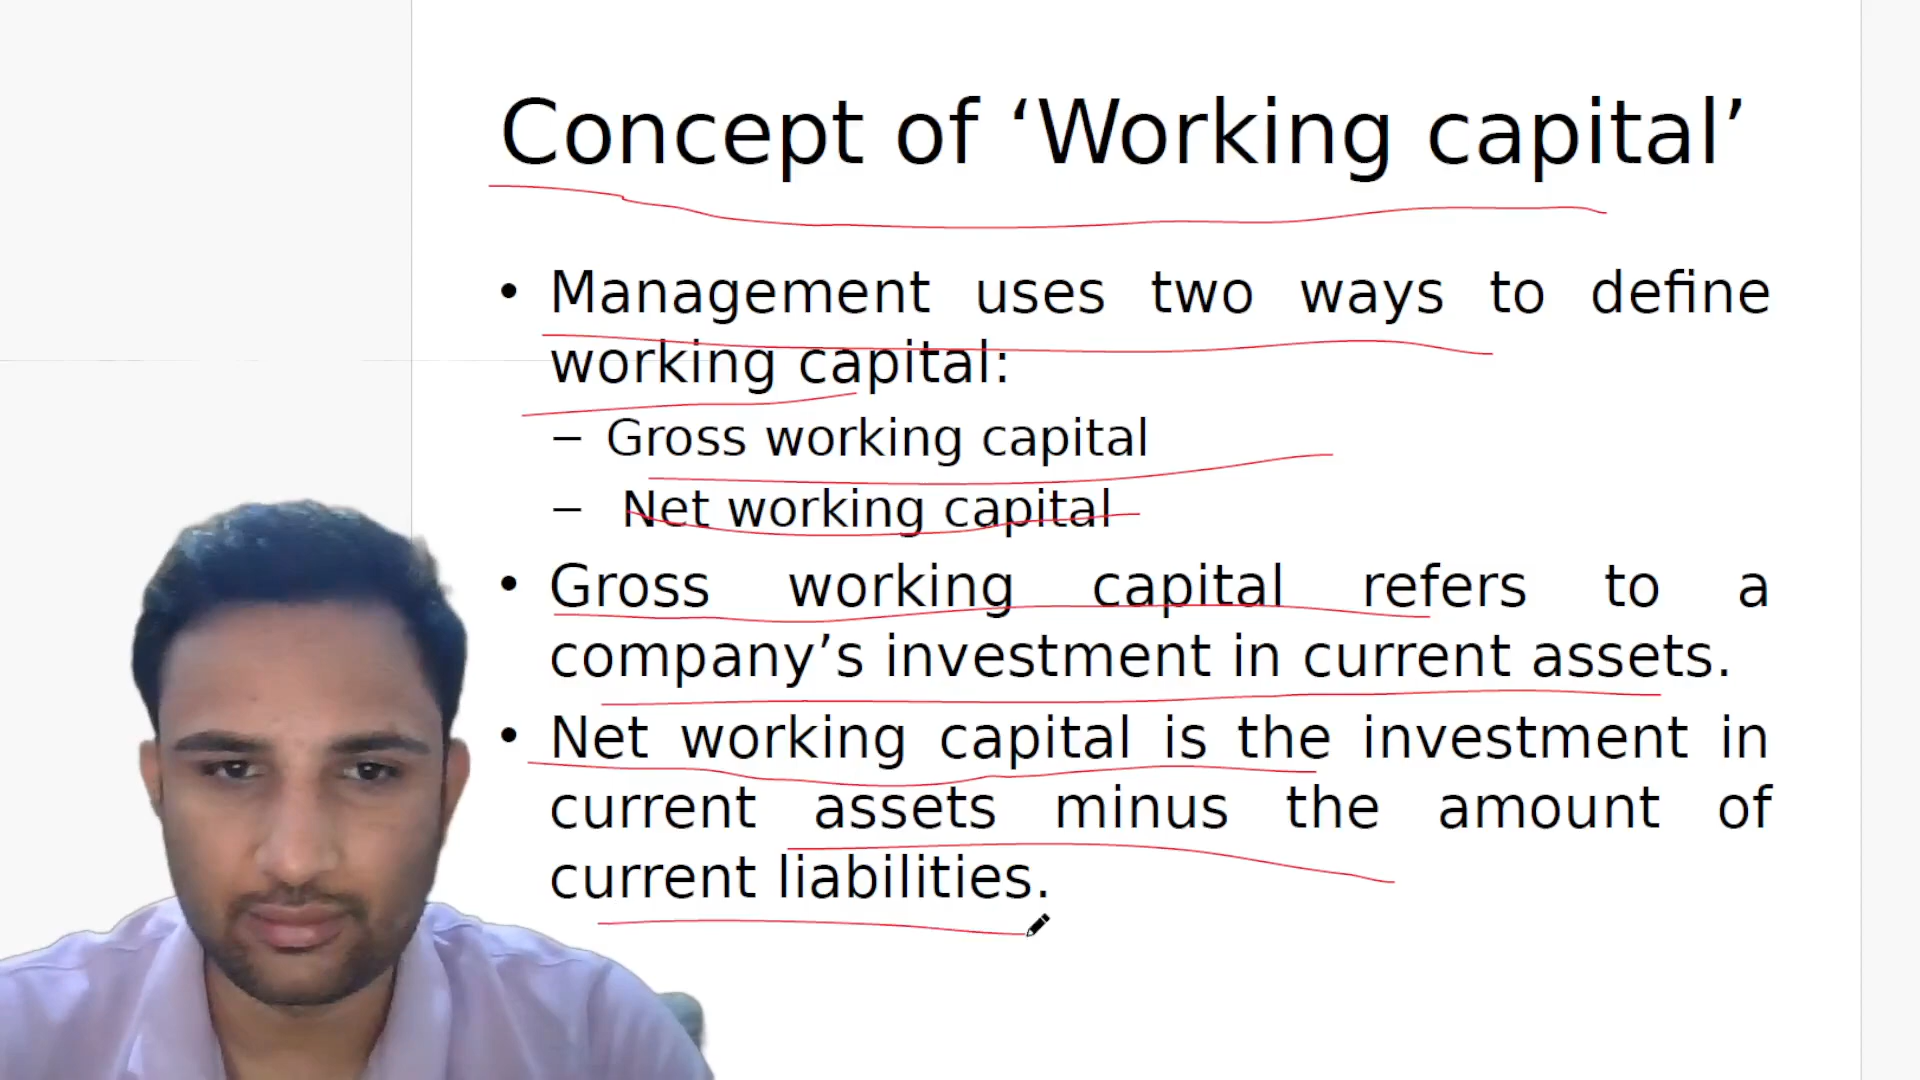 Concept of ‘Working capital’
• Management uses two ways to define
working capital:
– Gross working capital
– Net working capital
• Gross working capital refers to a
company’s investment in current assets.
• Net working capital is the investment in
current assets minus the amount of
current liabilities.